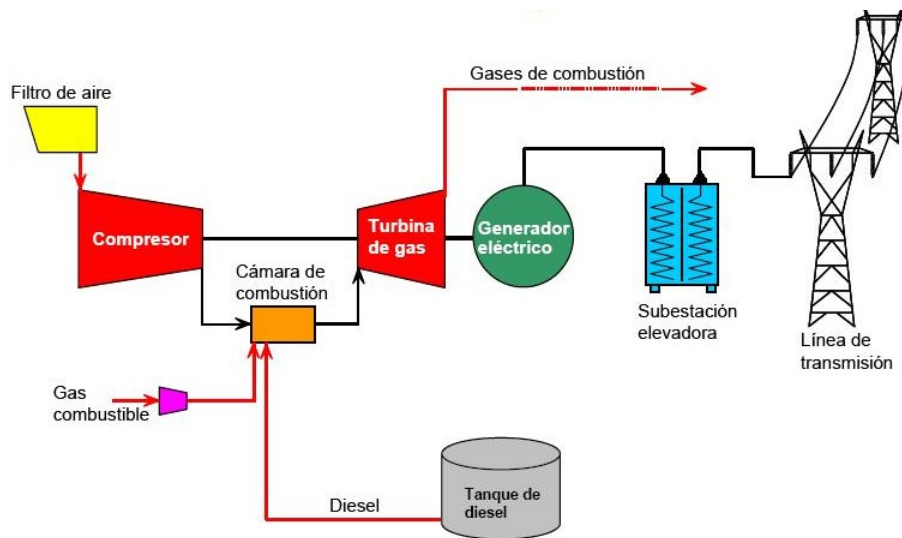 Gases de combustión
Filtro de aire
Compresor
Turbina
de gas
Generador
eléctrico
Cámara de
combustión
Subestación
elevadora
Línea de
transmisión
Gas
combustible
Diesel
Tanque de
diesel